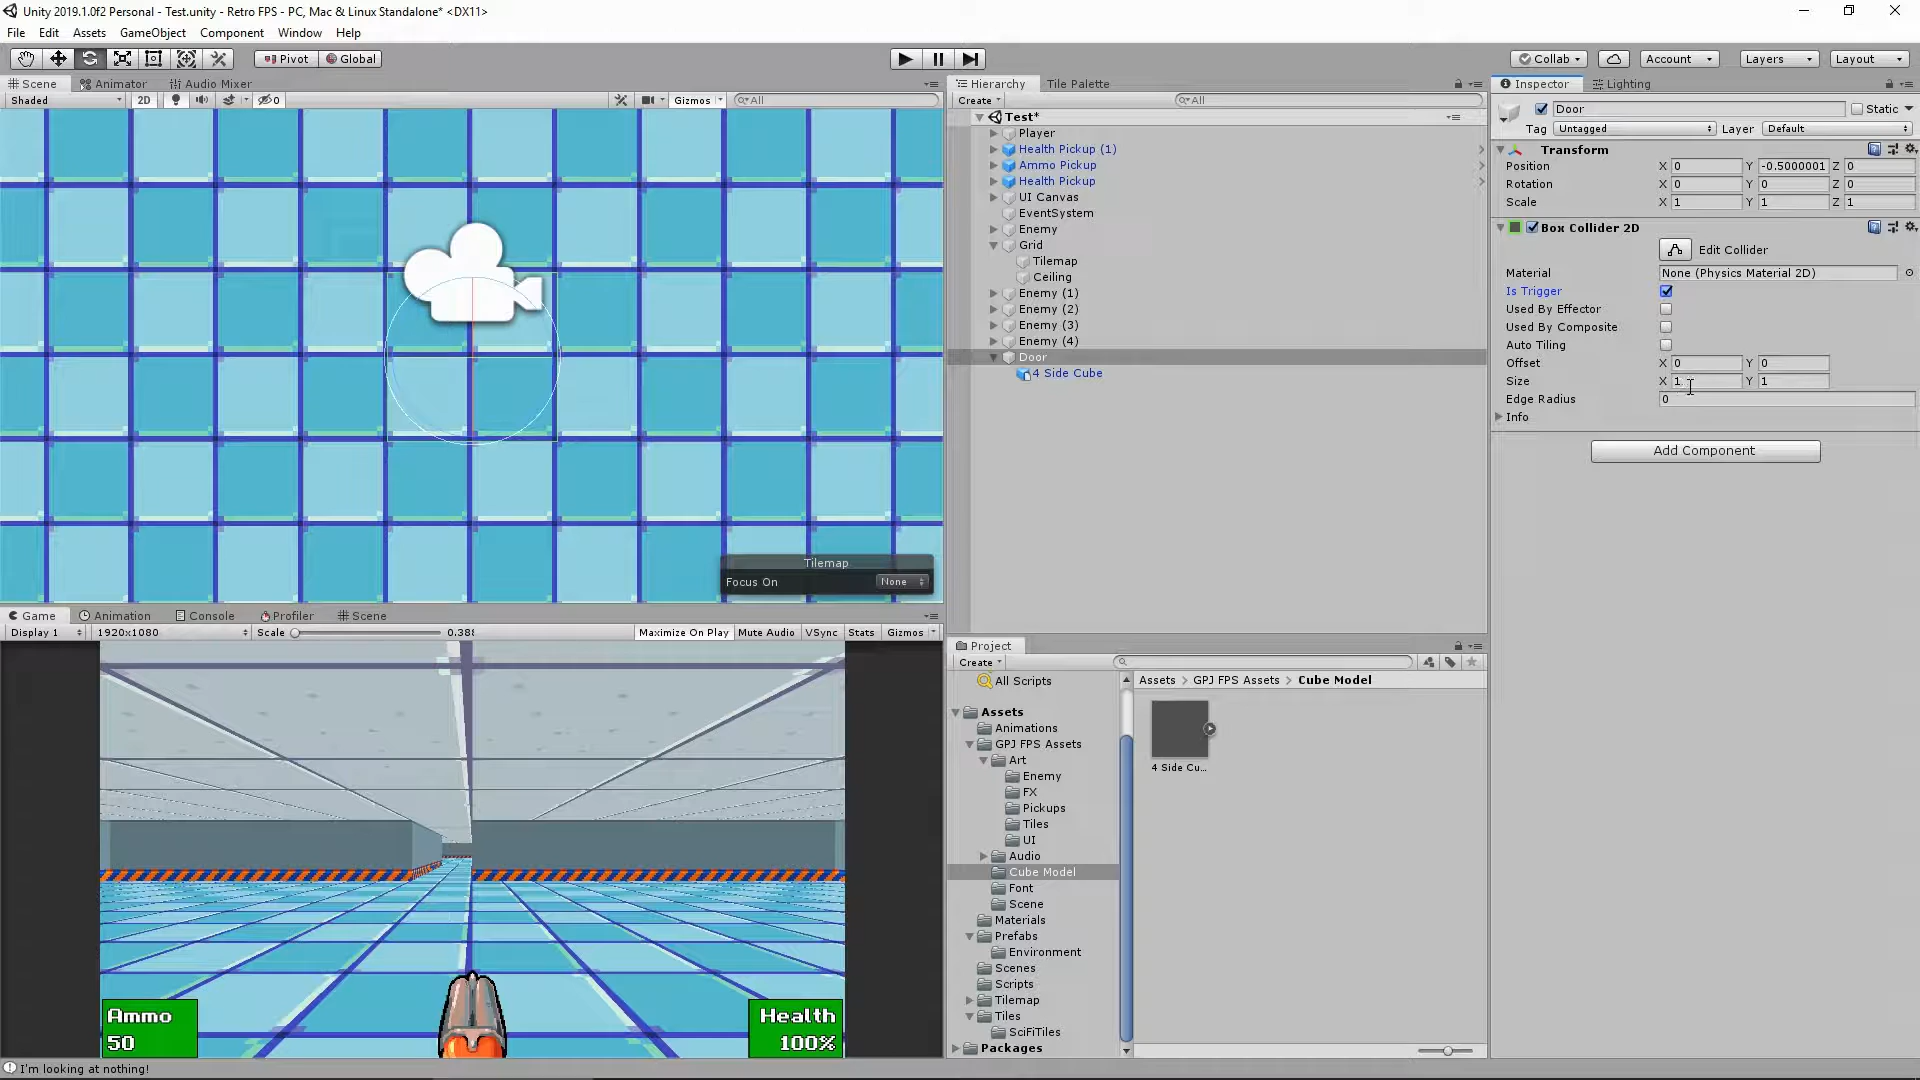 Unity 2019.1.0f2 Personal - Test.unity - Retro FPS - PC, Mac & Linux Standalone* <DX11>
File Edit Assets GameObject Component Window Help
Pivot Global Collab Account Layers Layout
Scene Animator Audio Mixer
Shaded 2D 0 Gizmos All
Tilemap
Focus On None
Game Animation Console Profiler Scene
Display 1 1920x1080 Scale 0.388 Maximize On Play Mute Audio VSync Stats Gizmos
Ammo
50
Health
100%
I'm looking at nothing!
Hierarchy Tile Palette
Create All
Test*
Player
Health Pickup (1)
Ammo Pickup
Health Pickup
UI Canvas
EventSystem
Enemy
Grid
Tilemap
Ceiling
Enemy (1)
Enemy (2)
Enemy (3)
Enemy (4)
Door
4 Side Cube
Project
Create
All Scripts
Assets
Animations
GPJ FPS Assets
Art
Enemy
FX
Pickups
Tiles
UI
Audio
Cube Model
Font
Scene
Materials
Prefabs
Environment
Scenes
Scripts
Tilemap
Tiles
SciFiTiles
Packages
Assets > GPJ FPS Assets > Cube Model
4 Side Cu...
Inspector Lighting
Door Static
Tag Untagged Layer Default
Transform
Position X 0 Y -0.5000001 Z 0
Rotation X 0 Y 0 Z 0
Scale X 1 Y 1 Z 1
Box Collider 2D
Edit Collider
Material None (Physics Material 2D)
Is Trigger
Used By Effector
Used By Composite
Auto Tiling
Offset X 0 Y 0
Size X 1 Y 1
Edge Radius 0
Info
Add Component